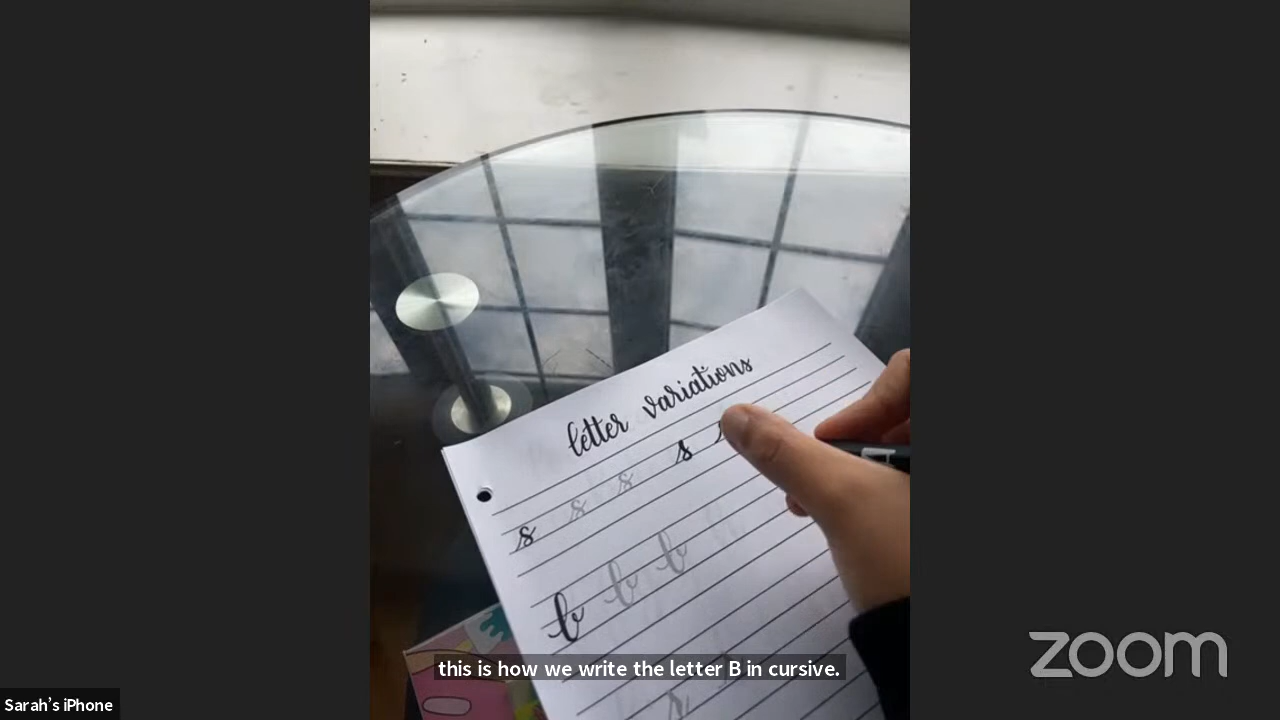 letter variations
s s s s
b b b
this is how we write the letter B in cursive.
Sarah's iPhone
zoom